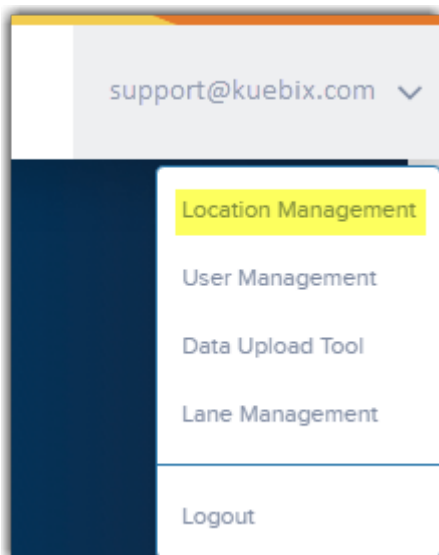 support@kuebix.com
Location Management
User Management
Data Upload Tool
Lane Management
Logout